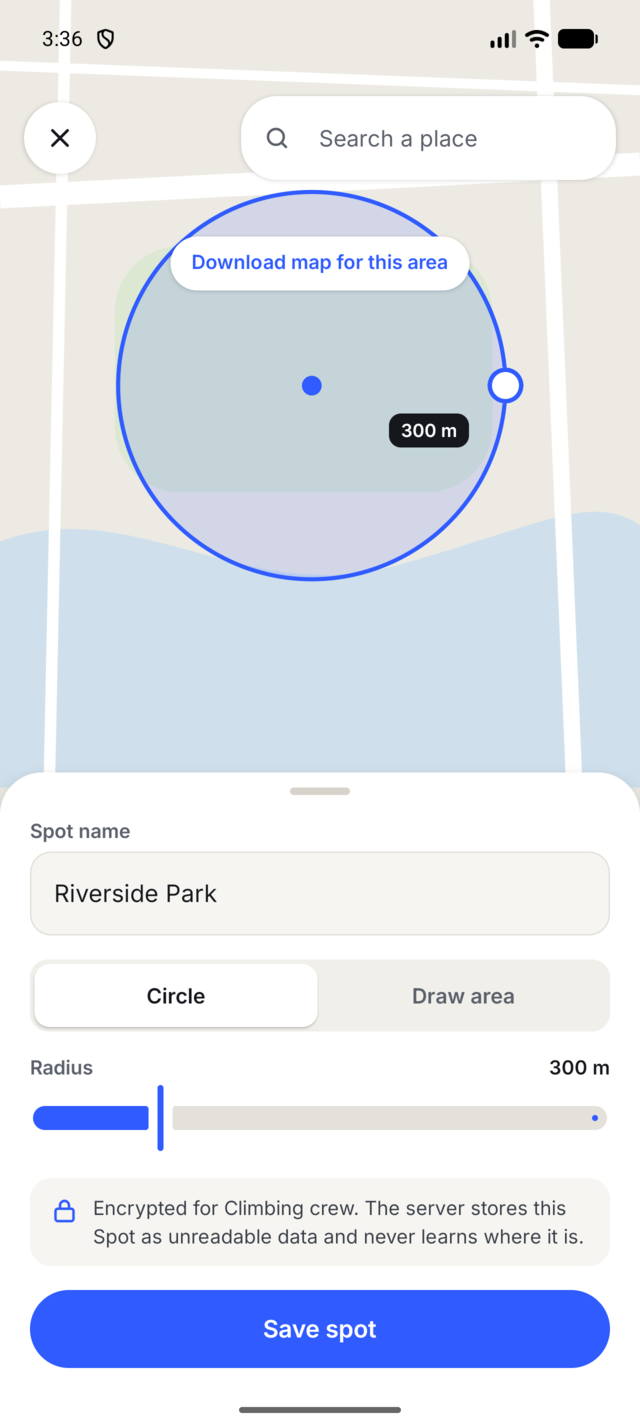 3:36
Search a place
Download map for this area
300 m
Spot name
Riverside Park
Circle
Draw area
Radius
300 m
Encrypted for Climbing crew. The server stores this
Spot as unreadable data and never learns where it is.
Save spot